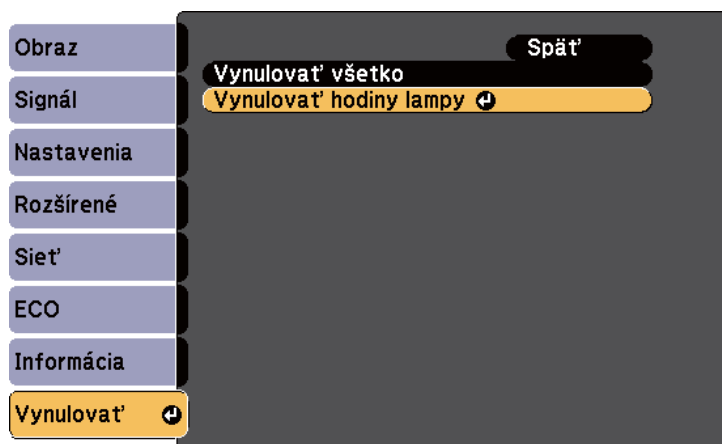 Obraz
Signál
Nastavenia
Rozšírené
Sieť
ECO
Informácia
Vynulovať
Späť
Vynulovať všetko
Vynulovať hodiny lampy